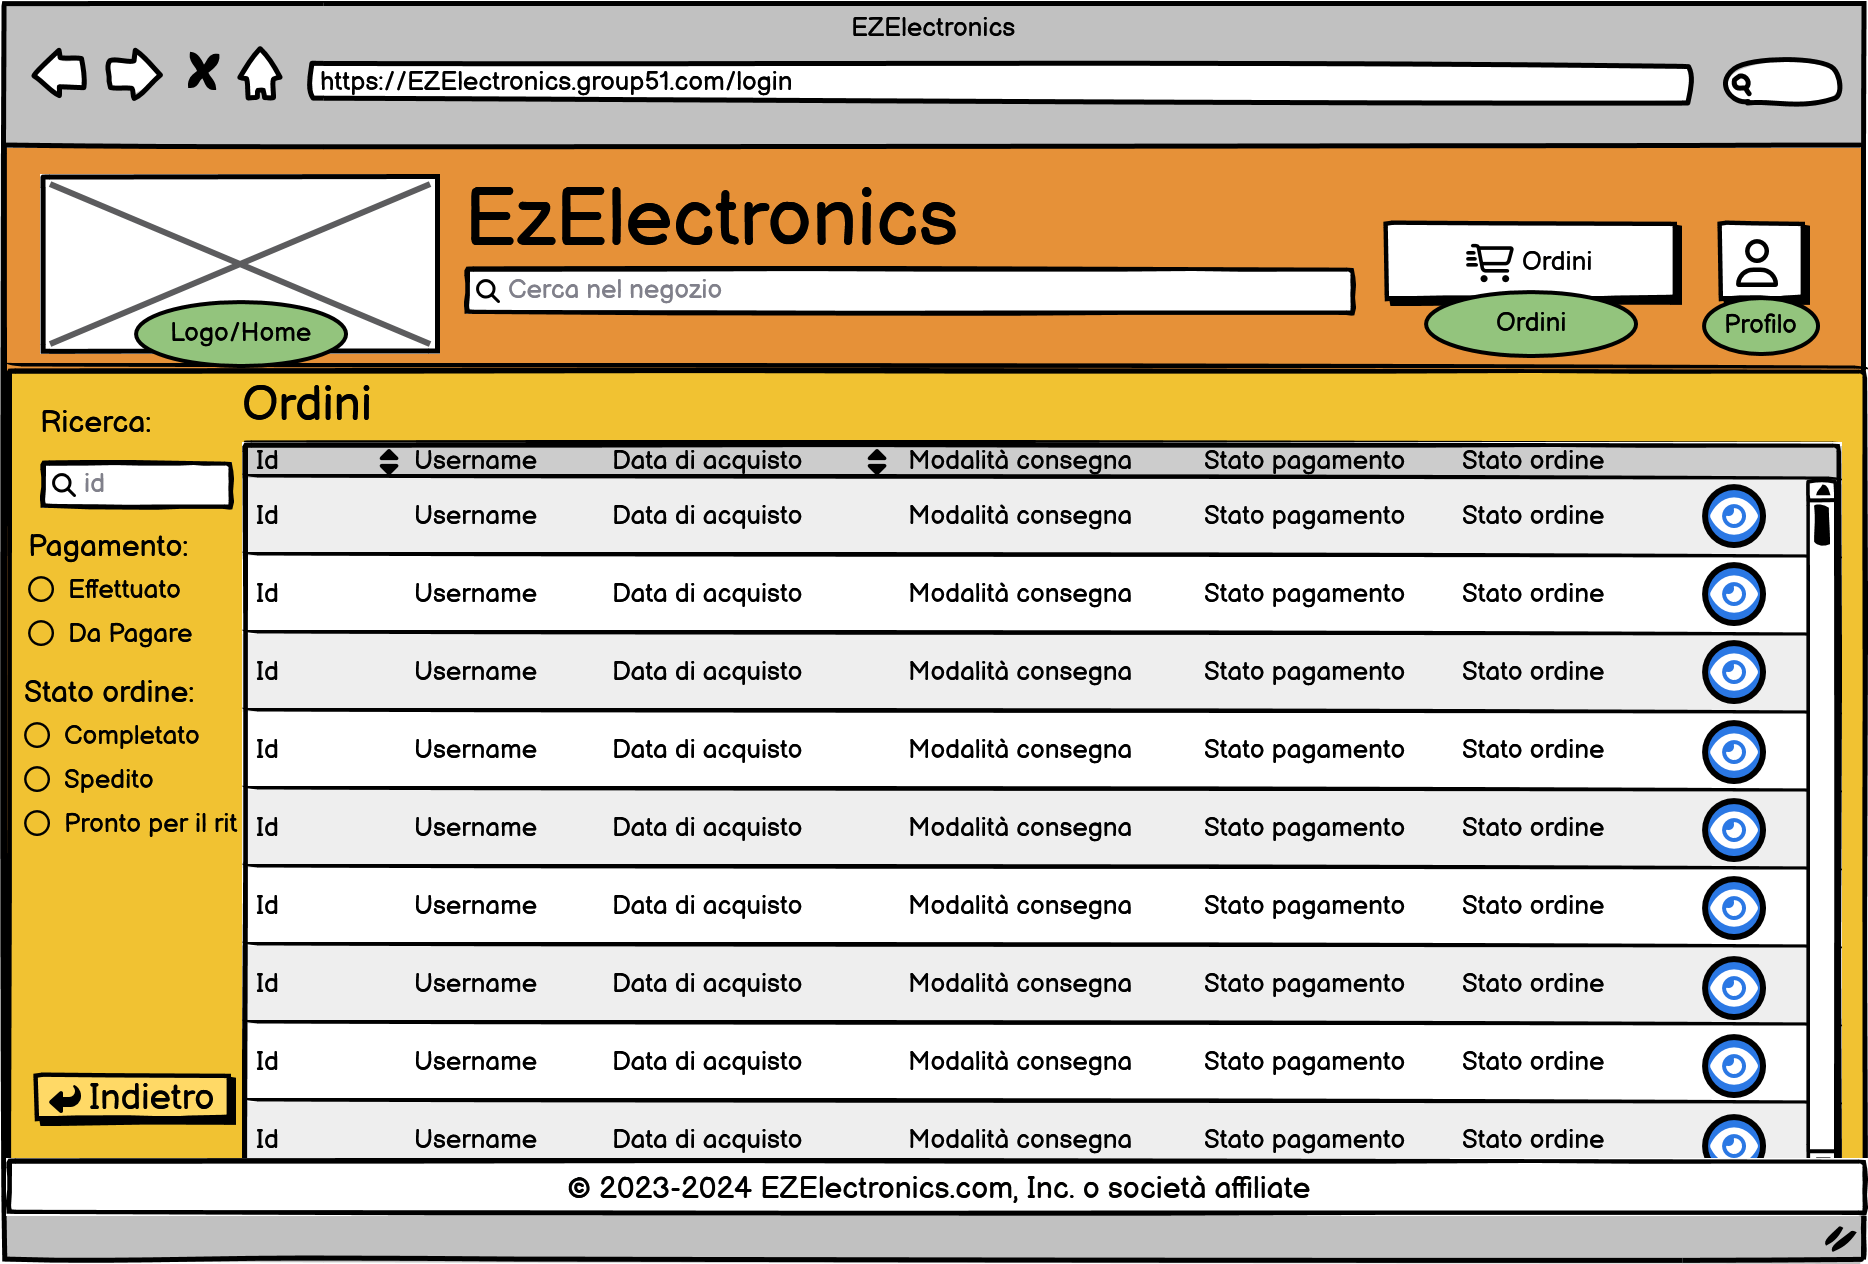 EZElectronics
https://EZElectronics.group51.com/login
EzElectronics
Cerca nel negozio
Ordini
Logo/Home
Ordini
Profilo
Ordini
Ricerca:
id
Pagamento:
Effettuato
Da Pagare
Stato ordine:
Completato
Spedito
Pronto per il rit
Indietro
Id Username Data di acquisto Modalità consegna Stato pagamento Stato ordine
Id Username Data di acquisto Modalità consegna Stato pagamento Stato ordine
Id Username Data di acquisto Modalità consegna Stato pagamento Stato ordine
Id Username Data di acquisto Modalità consegna Stato pagamento Stato ordine
Id Username Data di acquisto Modalità consegna Stato pagamento Stato ordine
Id Username Data di acquisto Modalità consegna Stato pagamento Stato ordine
Id Username Data di acquisto Modalità consegna Stato pagamento Stato ordine
Id Username Data di acquisto Modalità consegna Stato pagamento Stato ordine
Id Username Data di acquisto Modalità consegna Stato pagamento Stato ordine
Id Username Data di acquisto Modalità consegna Stato pagamento Stato ordine
© 2023-2024 EZElectronics.com, Inc. o società affiliate